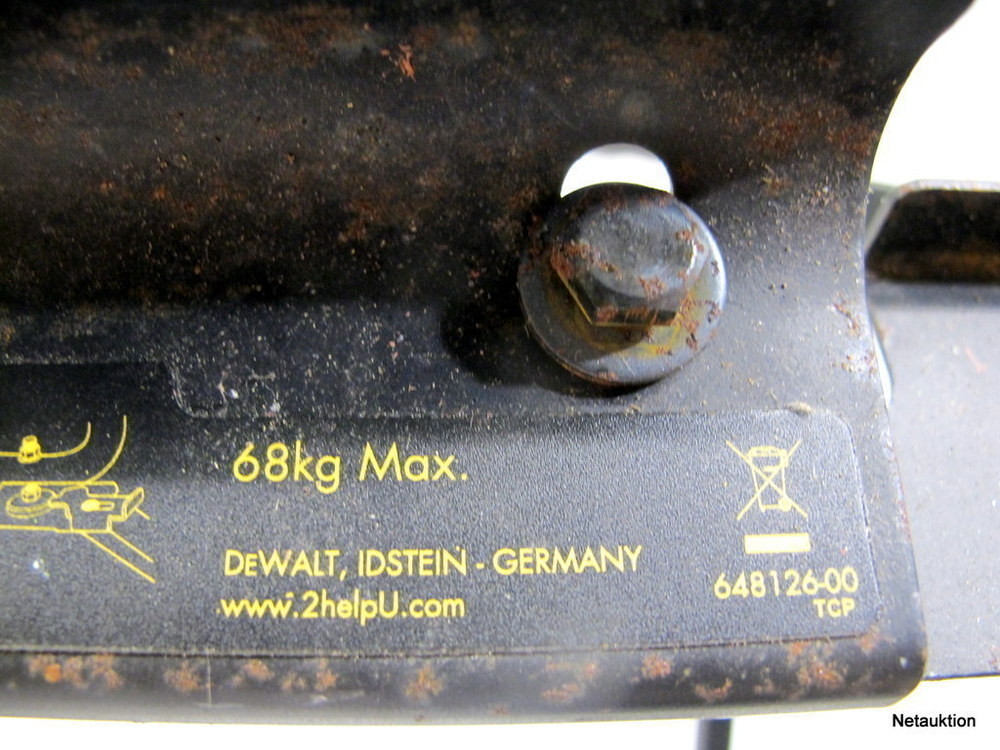 68kg Max.
DEWALT, IDSTEIN - GERMANY
www.2helpU.com
648126-00
TCP
Netauktion